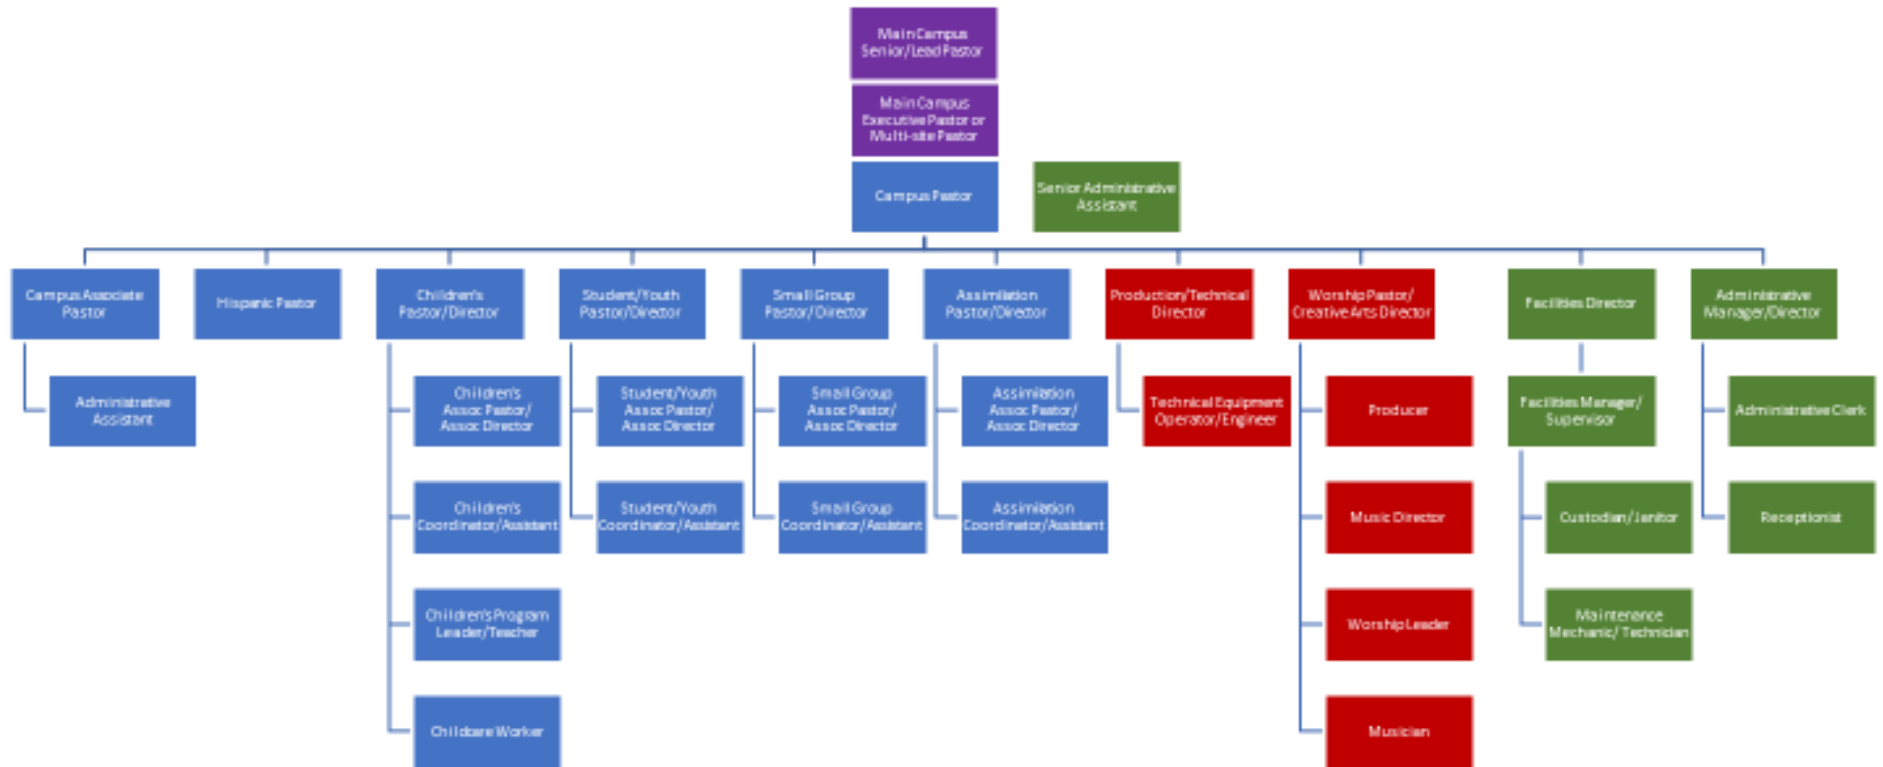 Main Campus
Senior/Lead Pastor
Main Campus
Executive Pastor or
Multi-site Pastor
Campus Pastor
Senior Administrative
Assistant
Campus Associate
Pastor
Hispanic Pastor
Children's
Pastor/Director
Student/Youth
Pastor/Director
Small Group
Pastor/Director
Assimilation
Pastor/Director
Production/Technical
Director
Worship Pastor/
Creative Arts Director
Facilities Director
Administrative
Manager/Director
Administrative
Assistant
Children's
Assoc Pastor/
Assoc Director
Student/Youth
Assoc Pastor/
Assoc Director
Small Group
Assoc Pastor/
Assoc Director
Assimilation
Assoc Pastor/
Assoc Director
Technical Equipment
Operator/Engineer
Producer
Facilities Manager/
Supervisor
Administrative Clerk
Children's
Coordinator/Assistant
Student/Youth
Coordinator/Assistant
Small Group
Coordinator/Assistant
Assimilation
Coordinator/Assistant
Music Director
Custodian/Janitor
Receptionist
Children's Program
Leader/Teacher
Worship Leader
Maintenance
Mechanic/ Technician
Childcare Worker
Musician